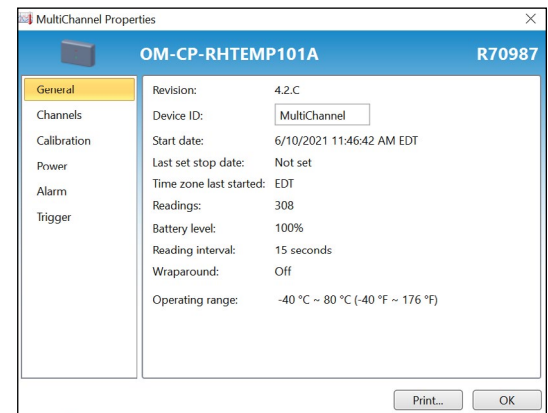 MultiChannel Properties
OM-CP-RHTEMP101A R70987
General
Channels
Calibration
Power
Alarm
Trigger
Revision: 4.2.C
Device ID: MultiChannel
Start date: 6/10/2021 11:46:42 AM EDT
Last set stop date: Not set
Time zone last started: EDT
Readings: 308
Battery level: 100%
Reading interval: 15 seconds
Wraparound: Off
Operating range: -40 °C ~ 80 °C (-40 °F ~ 176 °F)
Print... OK